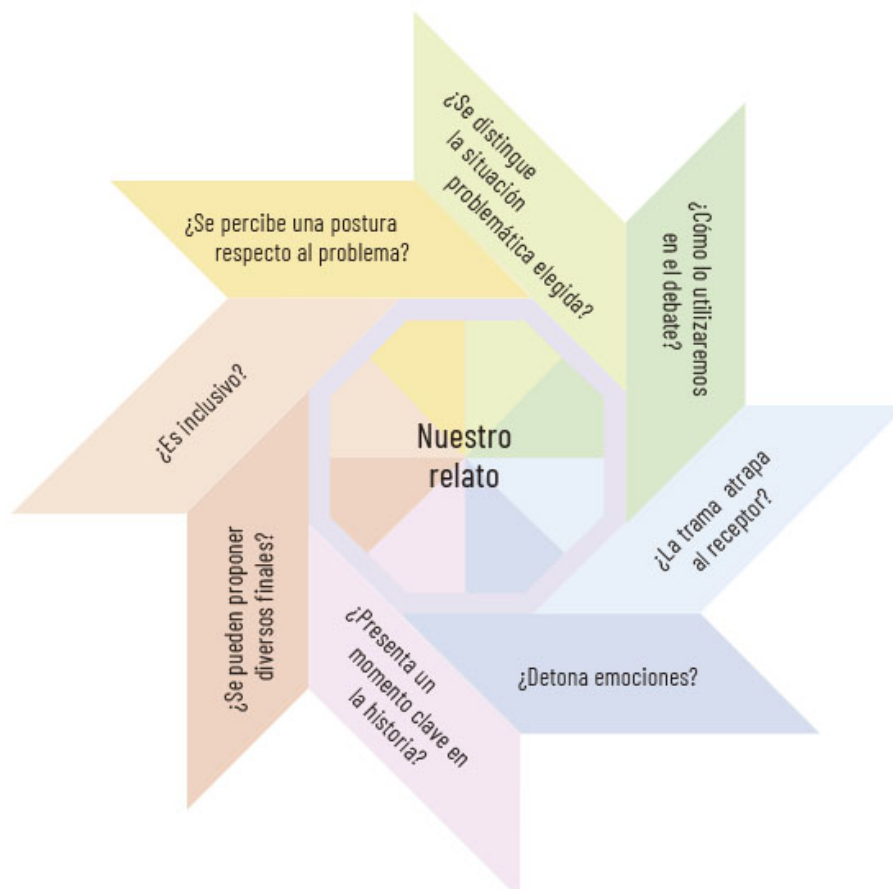 ¿Se distingue
la situación
problemática elegida?
¿Cómo lo utilizaremos
en el debate?
¿La trama atrapa
al receptor?
¿Detona emociones?
¿Presenta un
momento clave en
la historia?
¿Se pueden proponer
diversos finales?
¿Es inclusivo?
¿Se percibe una postura
respecto al problema?
Nuestro
relato